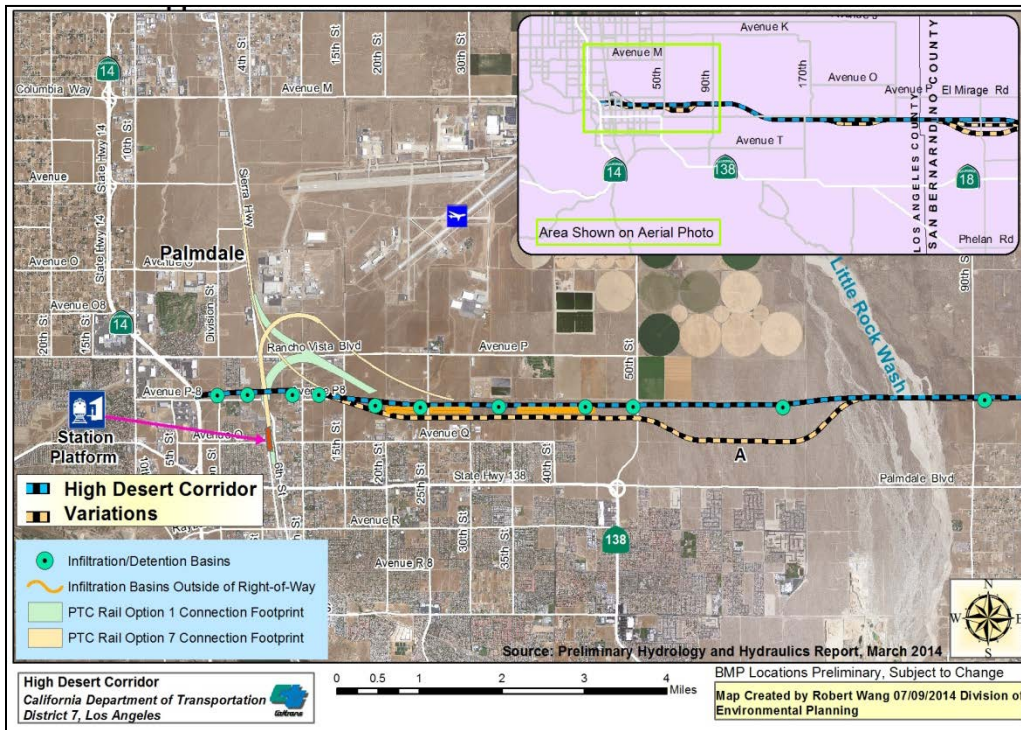 14
Columbia Way
State Hwy 14
10th St
4th St
Sierra Hwy
15th St
20th St
30th St
Avenue M
Avenue
Palmdale
Avenue O
Avenue O8
14
20th St
15th St
Division St
Rancho Vista Blvd
Avenue P
50th St
90th St
Little Rock Wash
Avenue P-8
Avenue P8
Station
Platform
5th St
6th St
15th St
20th St
25th St
Avenue Q
40th St
State Hwy 138
Palmdale Blvd
A
Avenue R
30th St
35th St
Avenue R 8
138
Avenue K
Avenue M
50th
90th
170th
Avenue O
El Mirage Rd
Avenue T
14
138
18
LOS ANGELES COUNTY
SAN BERNARNDINO COUNTY
Phelan Rd
Area Shown on Aerial Photo
High Desert Corridor
Variations
Infiltration/Detention Basins
Infiltration Basins Outside of Right-of-Way
PTC Rail Option 1 Connection Footprint
PTC Rail Option 7 Connection Footprint
N
W
E
S
Source: Preliminary Hydrology and Hydraulics Report, March 2014
High Desert Corridor
California Department of Transportation
District 7, Los Angeles
Caltrans
0 0.5 1 2 3 4
Miles
BMP Locations Preliminary, Subject to Change
Map Created by Robert Wang 07/09/2014 Division of
Environmental Planning